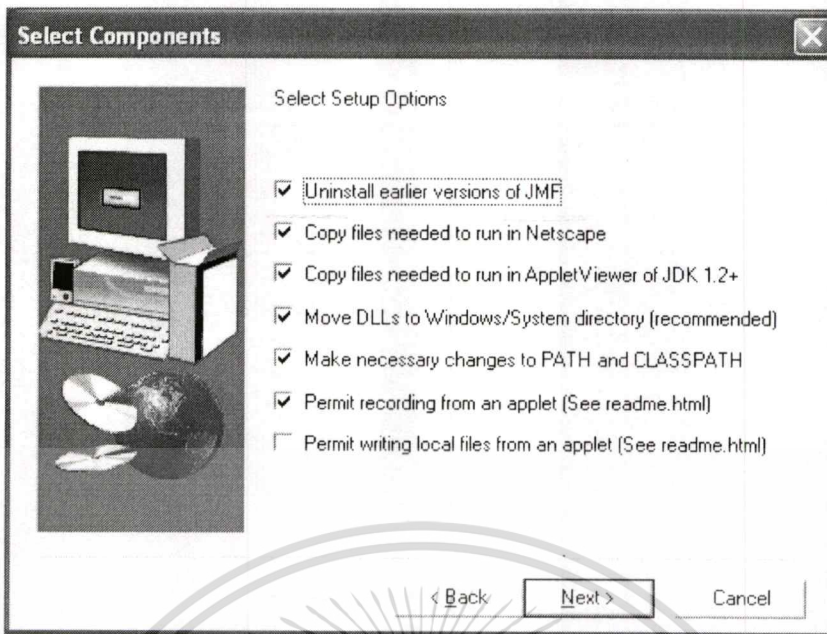 Select Components
Select Setup Options
Uninstall earlier versions of JMF
Copy files needed to run in Netscape
Copy files needed to run in AppletViewer of JDK 1.2+
Move DLLs to Windows/System directory (recommended)
Make necessary changes to PATH and CLASSPATH
Permit recording from an applet (See readme.html)
Permit writing local files from an applet (See readme.html)
< Back
Next >
Cancel